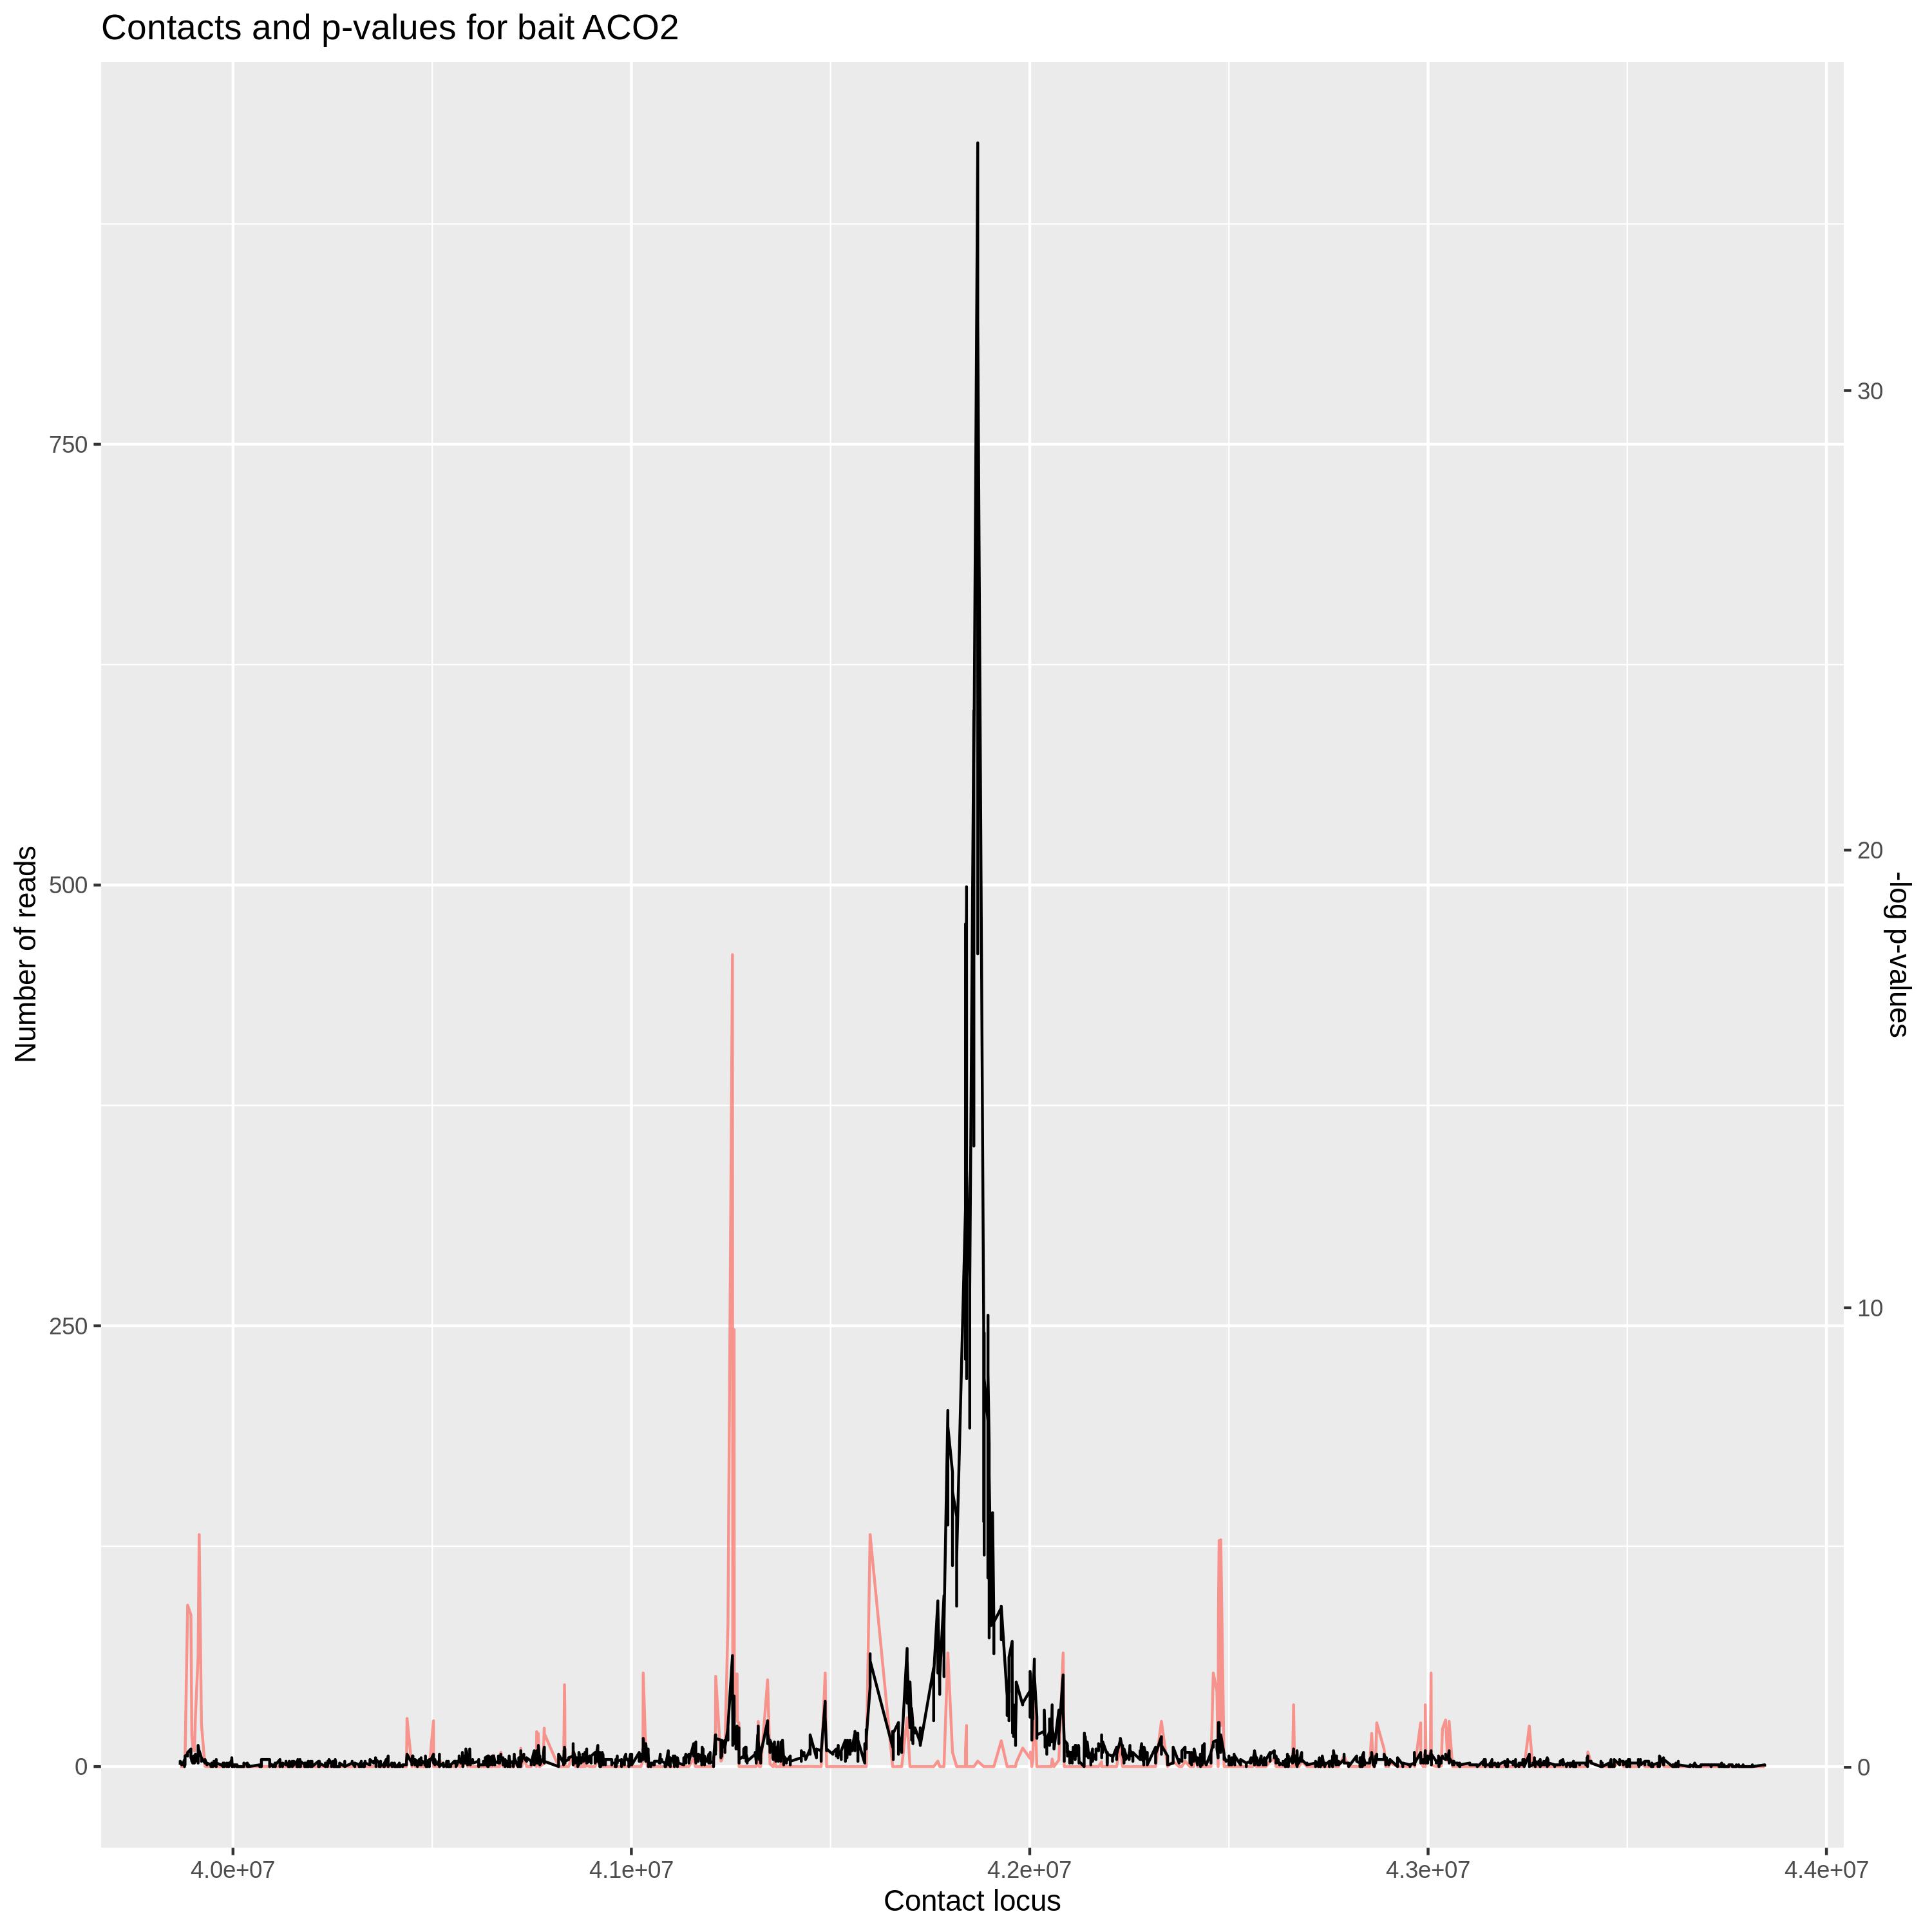 Contacts and p-values for bait ACO2
750
500
250
0
Number of reads
30
20
10
0
-log p-values
4.0e+07
4.1e+07
4.2e+07
4.3e+07
4.4e+07
Contact locus